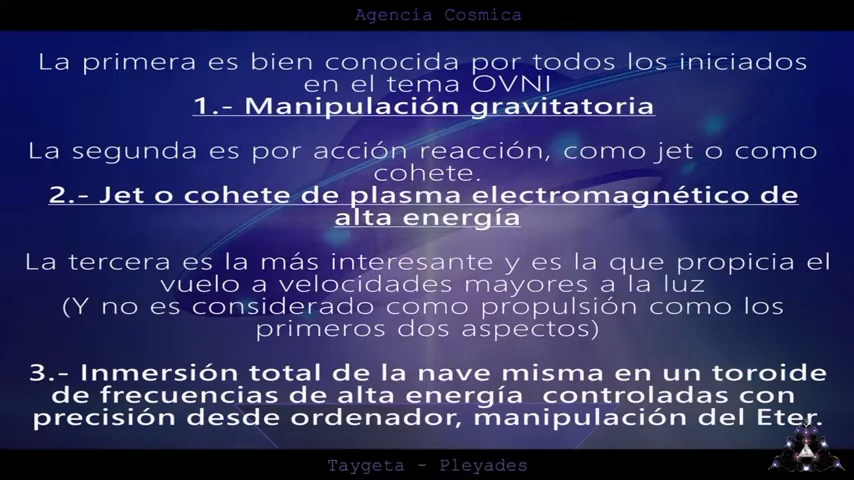 Agencia Cosmica
La primera es bien conocida por todos los iniciados
en el tema OVNI
1.- Manipulación gravitatoria
La segunda es por acción reacción, como jet o como
cohete.
2.- Jet o cohete de plasma electromagnético de
alta energía
La tercera es la más interesante y es la que propicia el
vuelo a velocidades mayores a la luz
(Y no es considerado como propulsión como los
primeros dos aspectos)
3.- Inmersión total de la nave misma en un toroide
de frecuencias de alta energía controladas con
precisión desde ordenador, manipulación del Eter.
Taygeta - Pleyades